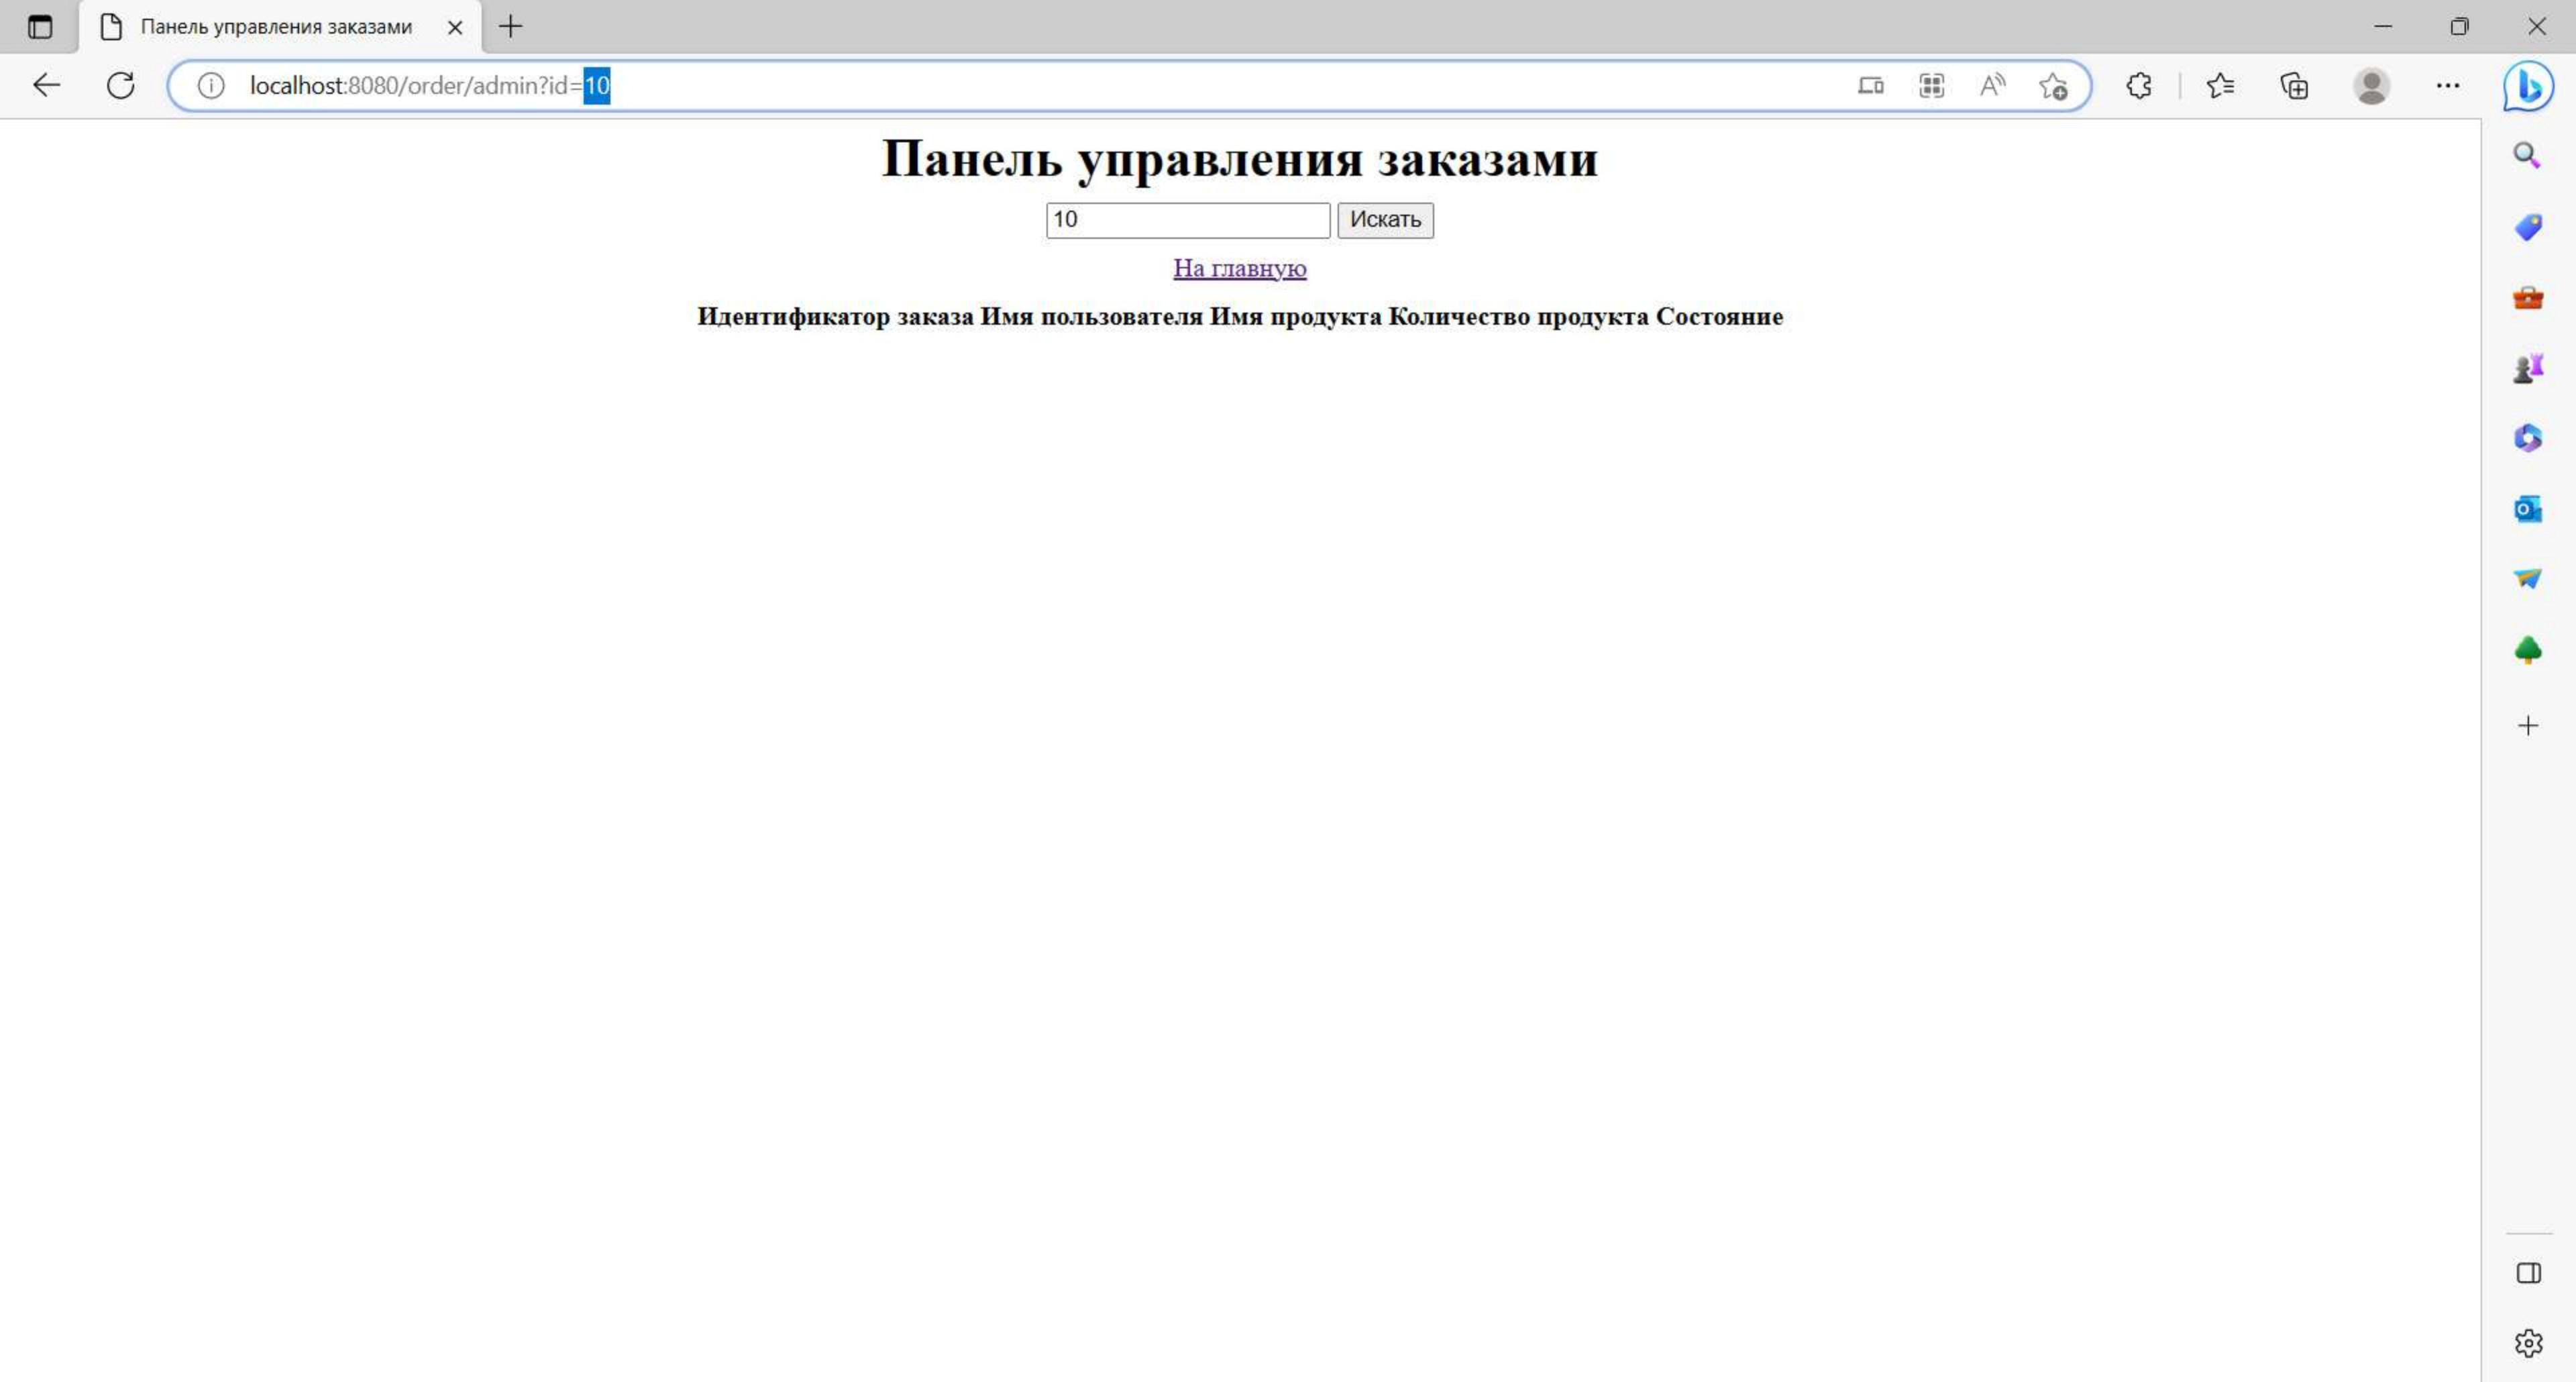 Панель управления заказами
localhost:8080/order/admin?id=10
Панель управления заказами
10 Искать
На главную
Идентификатор заказа Имя пользователя Имя продукта Количество продукта Состояние